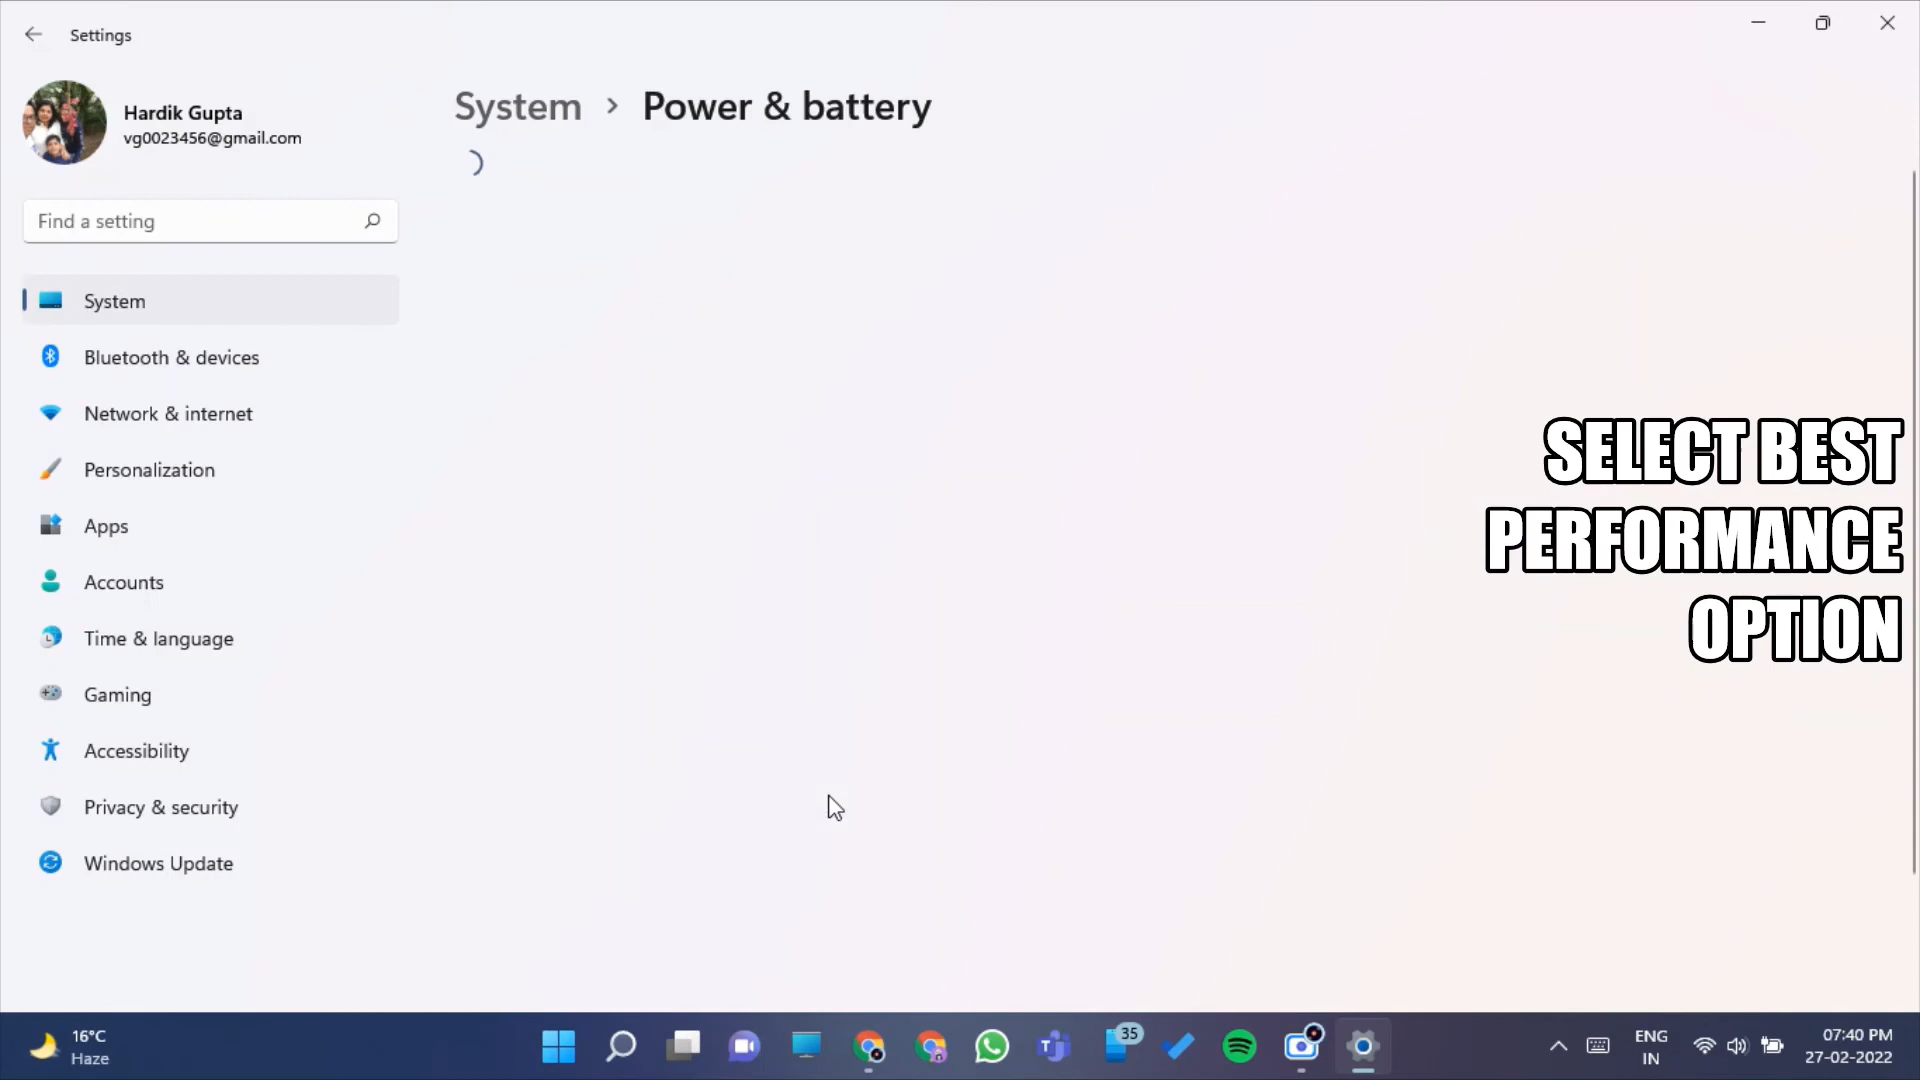 Settings
Hardik Gupta
vg0023456@gmail.com
Find a setting
System
Bluetooth & devices
Network & internet
Personalization
Apps
Accounts
Time & language
Gaming
Accessibility
Privacy & security
Windows Update
System > Power & battery
SELECT BEST
PERFORMANCE
OPTION
16°C
Haze
35
ENG
IN
07:40 PM
27-02-2022